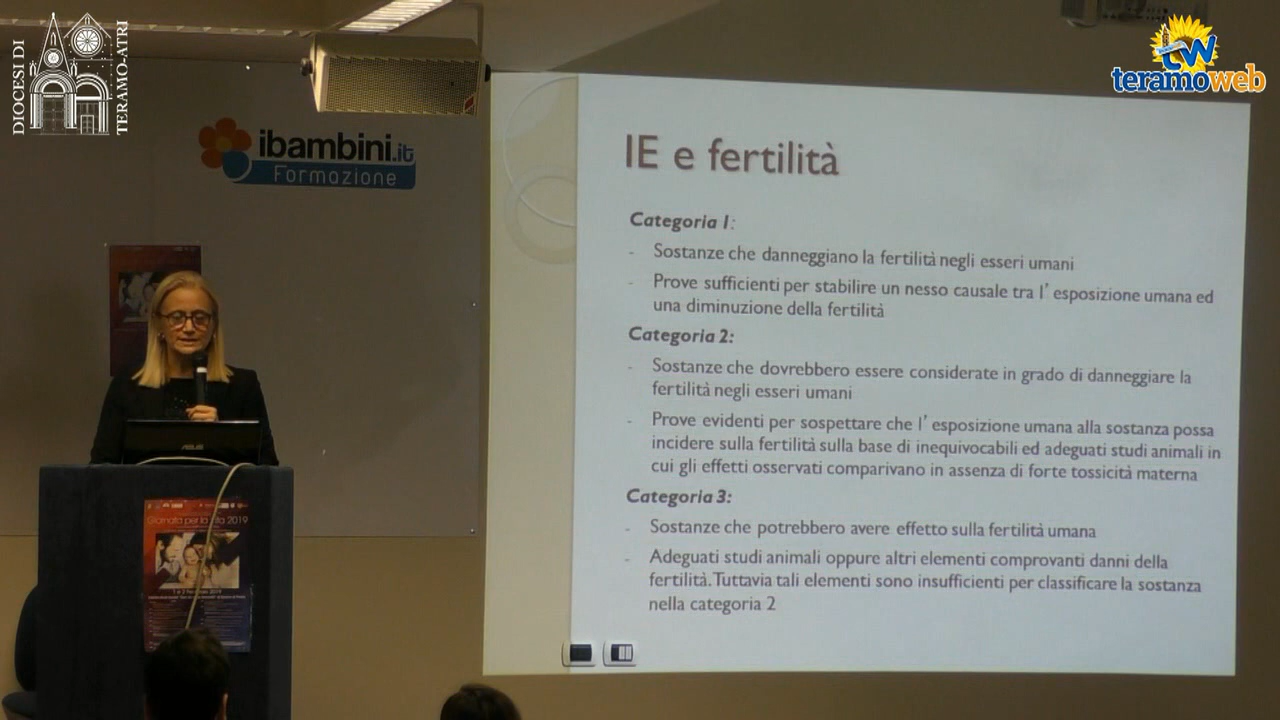 DIOCESI DI
TERAMO-ATRI
teramoweb
ibambini.it
Formazione
IE e fertilità
Categoria 1:
- Sostanze che danneggiano la fertilità negli esseri umani
- Prove sufficienti per stabilire un nesso causale tra l' esposizione umana ed
una diminuzione della fertilità
Categoria 2:
- Sostanze che dovrebbero essere considerate in grado di danneggiare la
fertilità negli esseri umani
- Prove evidenti per sospettare che l' esposizione umana alla sostanza possa
incidere sulla fertilità sulla base di inequivocabili ed adeguati studi animali in
cui gli effetti osservati comparivano in assenza di forte tossicità materna
Categoria 3:
- Sostanze che potrebbero avere effetto sulla fertilità umana
- Adeguati studi animali oppure altri elementi comprovanti danni della
fertilità. Tuttavia tali elementi sono insufficienti per classificare la sostanza
nella categoria 2
ASUS
Giornata per la vita 2019